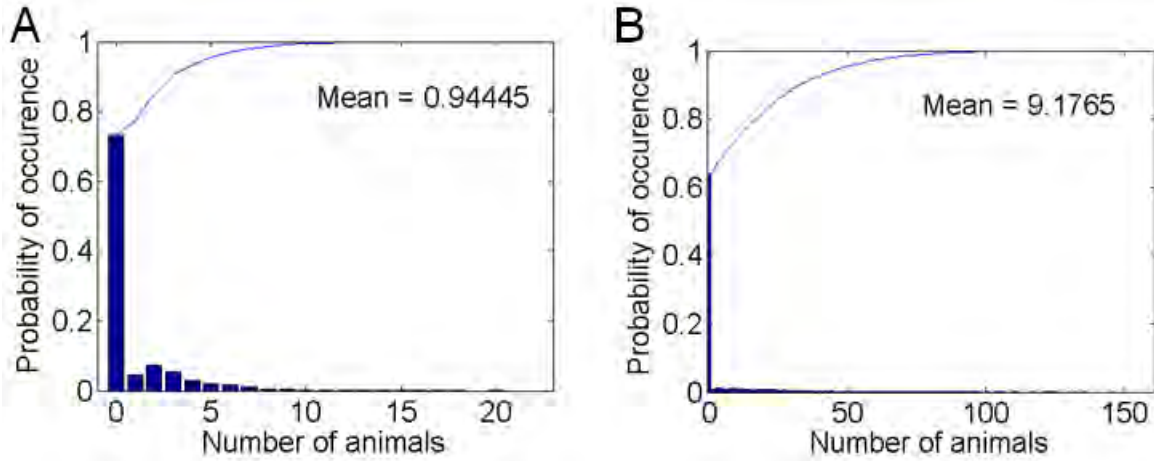 A
Probability of occurence
1
0.8
0.6
0.4
0.2
0
Mean = 0.94445
0 5 10 15 20
Number of animals
B
Probability of occurence
1
0.8
0.6
0.4
0.2
0
Mean = 9.1765
0 50 100 150
Number of animals